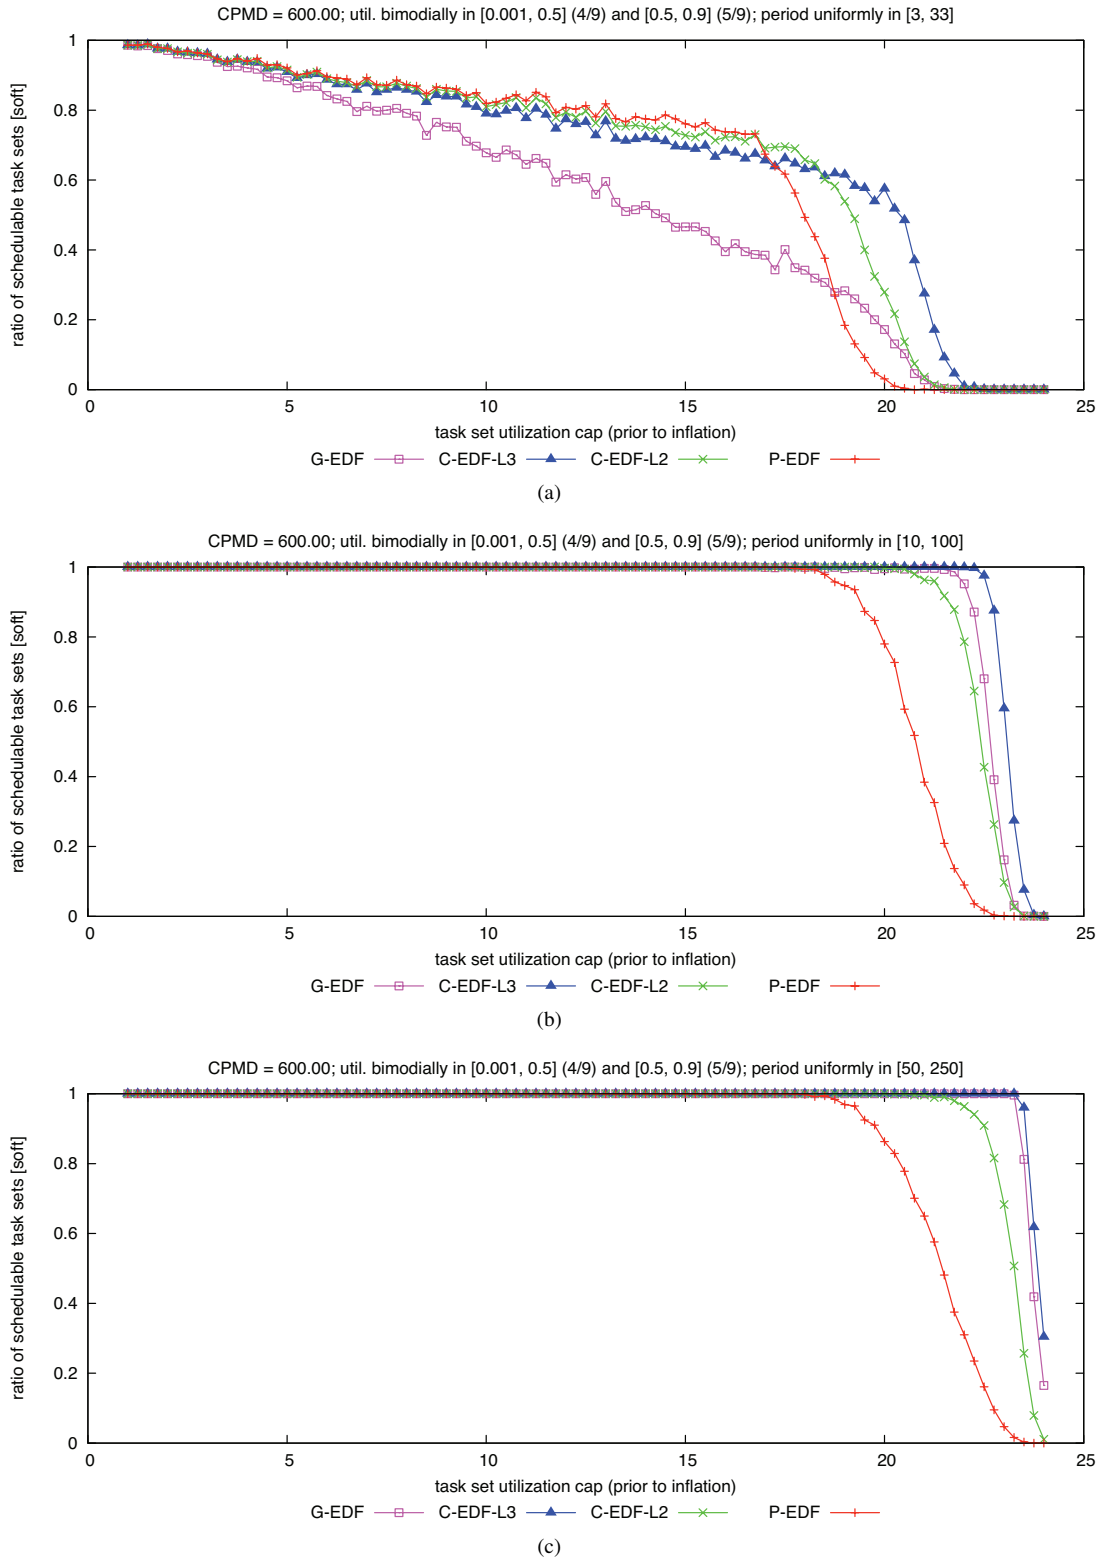 CPMD = 600.00; util. bimodially in [0.001, 0.5] (4/9) and [0.5, 0.9] (5/9); period uniformly in [3, 33]
ratio of schedulable task sets [soft]
1
0.8
0.6
0.4
0.2
0
0 5 10 15 20 25
task set utilization cap (prior to inflation)
G-EDF C-EDF-L3 C-EDF-L2 P-EDF
(a)
CPMD = 600.00; util. bimodially in [0.001, 0.5] (4/9) and [0.5, 0.9] (5/9); period uniformly in [10, 100]
ratio of schedulable task sets [soft]
1
0.8
0.6
0.4
0.2
0
0 5 10 15 20 25
task set utilization cap (prior to inflation)
G-EDF C-EDF-L3 C-EDF-L2 P-EDF
(b)
CPMD = 600.00; util. bimodially in [0.001, 0.5] (4/9) and [0.5, 0.9] (5/9); period uniformly in [50, 250]
ratio of schedulable task sets [soft]
1
0.8
0.6
0.4
0.2
0
0 5 10 15 20 25
task set utilization cap (prior to inflation)
G-EDF C-EDF-L3 C-EDF-L2 P-EDF
(c)